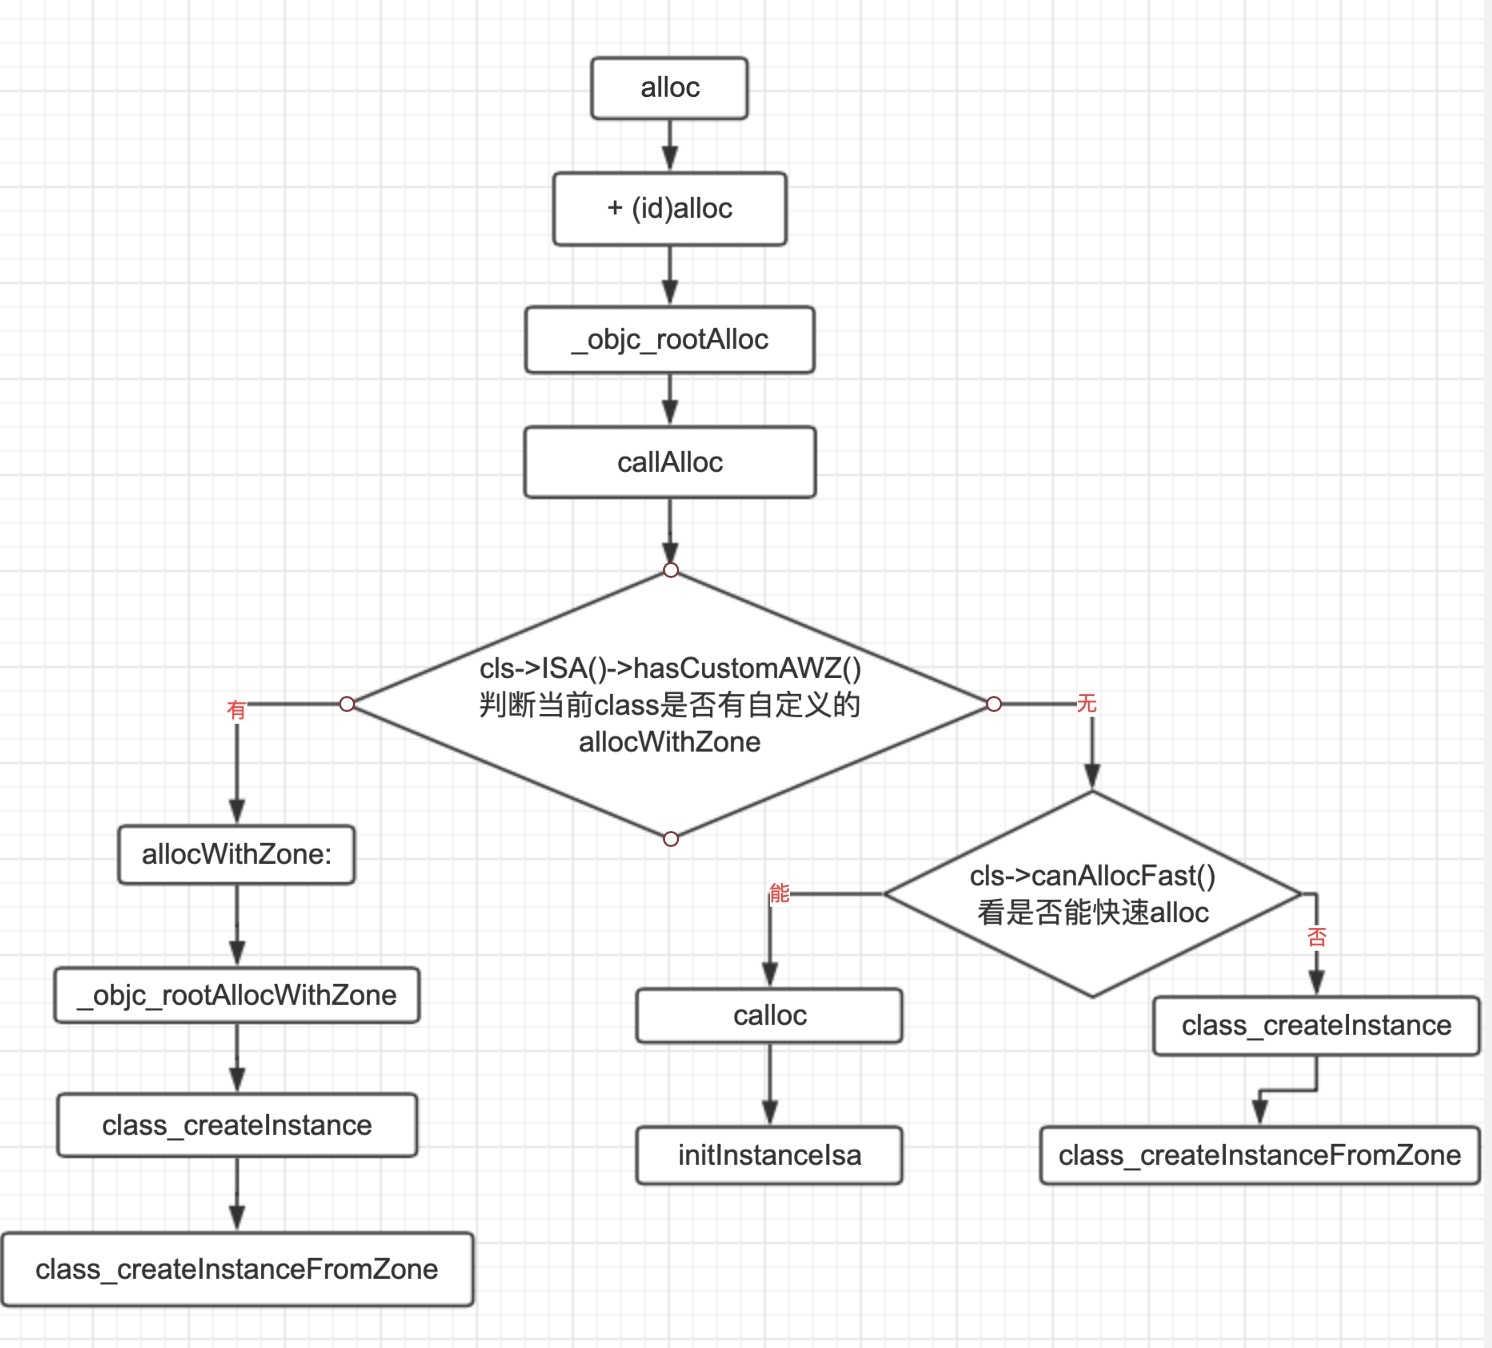 alloc
+ (id)alloc
_objc_rootAlloc
callAlloc
cls->ISA()->hasCustomAWZ()
判断当前class是否有自定义的
allocWithZone
有
无
allocWithZone:
cls->canAllocFast()
看是否能快速alloc
能
否
_objc_rootAllocWithZone
calloc
class_createInstance
class_createInstance
initInstanceIsa
class_createInstanceFromZone
class_createInstanceFromZone